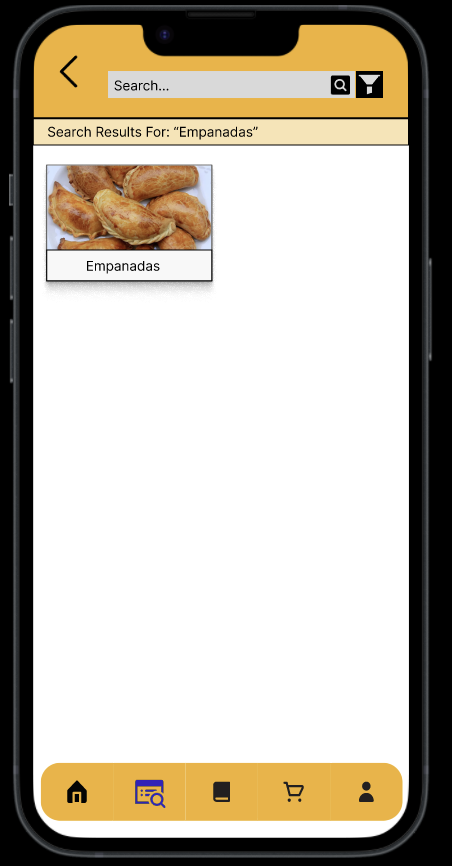 Search...
Search Results For: “Empanadas”
Empanadas